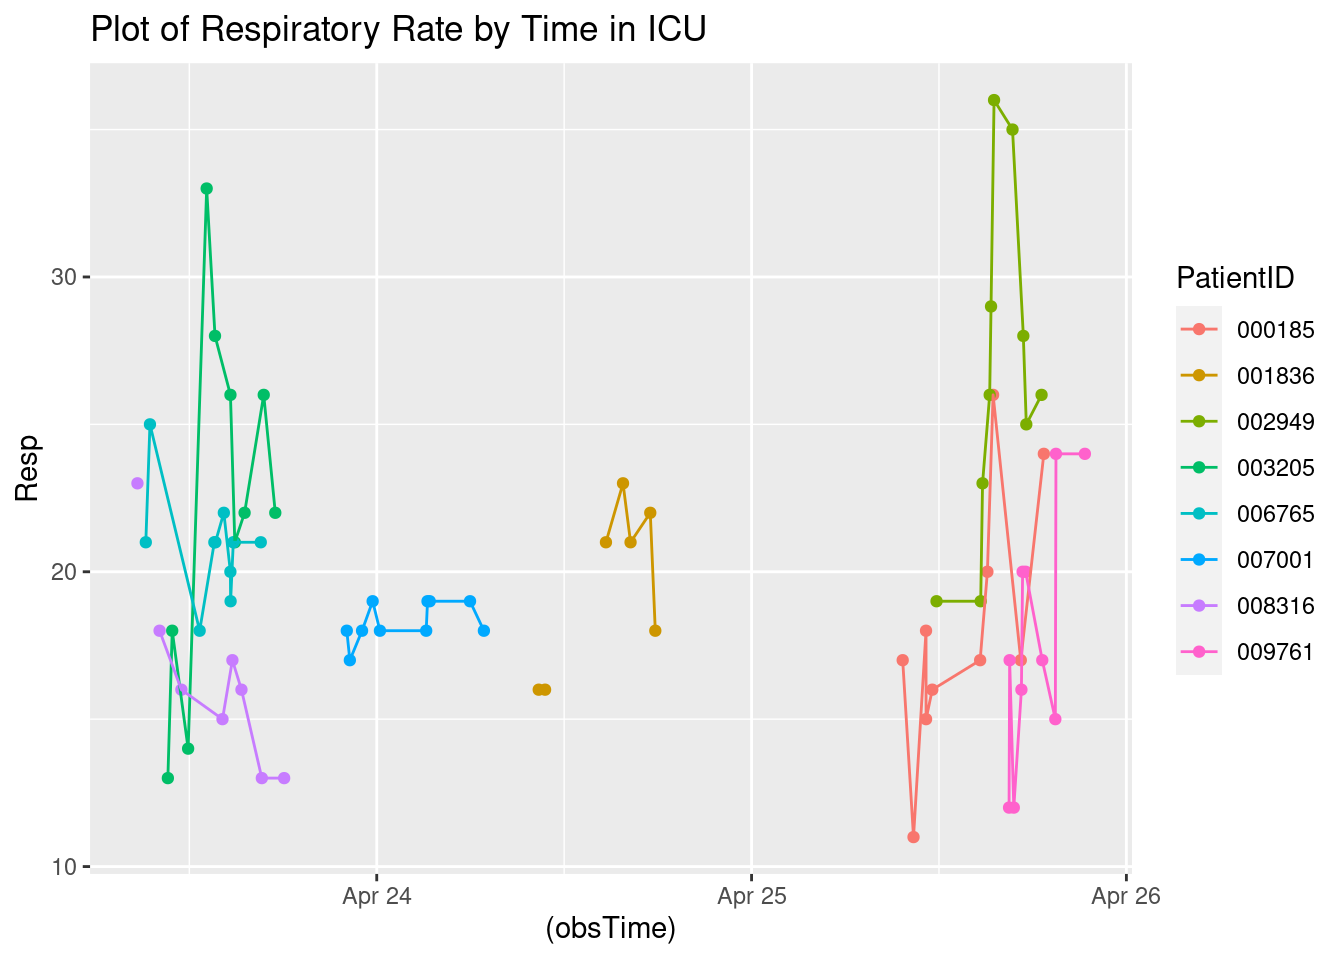 Plot of Respiratory Rate by Time in ICU
Resp
30
20
10
Apr 24
Apr 25
Apr 26
(obsTime)
PatientID
000185
001836
002949
003205
006765
007001
008316
009761